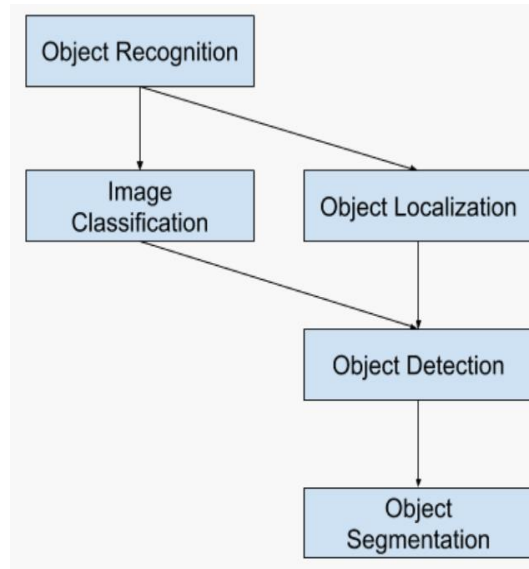 Object Recognition
Image
Classification
Object Localization
Object Detection
Object
Segmentation